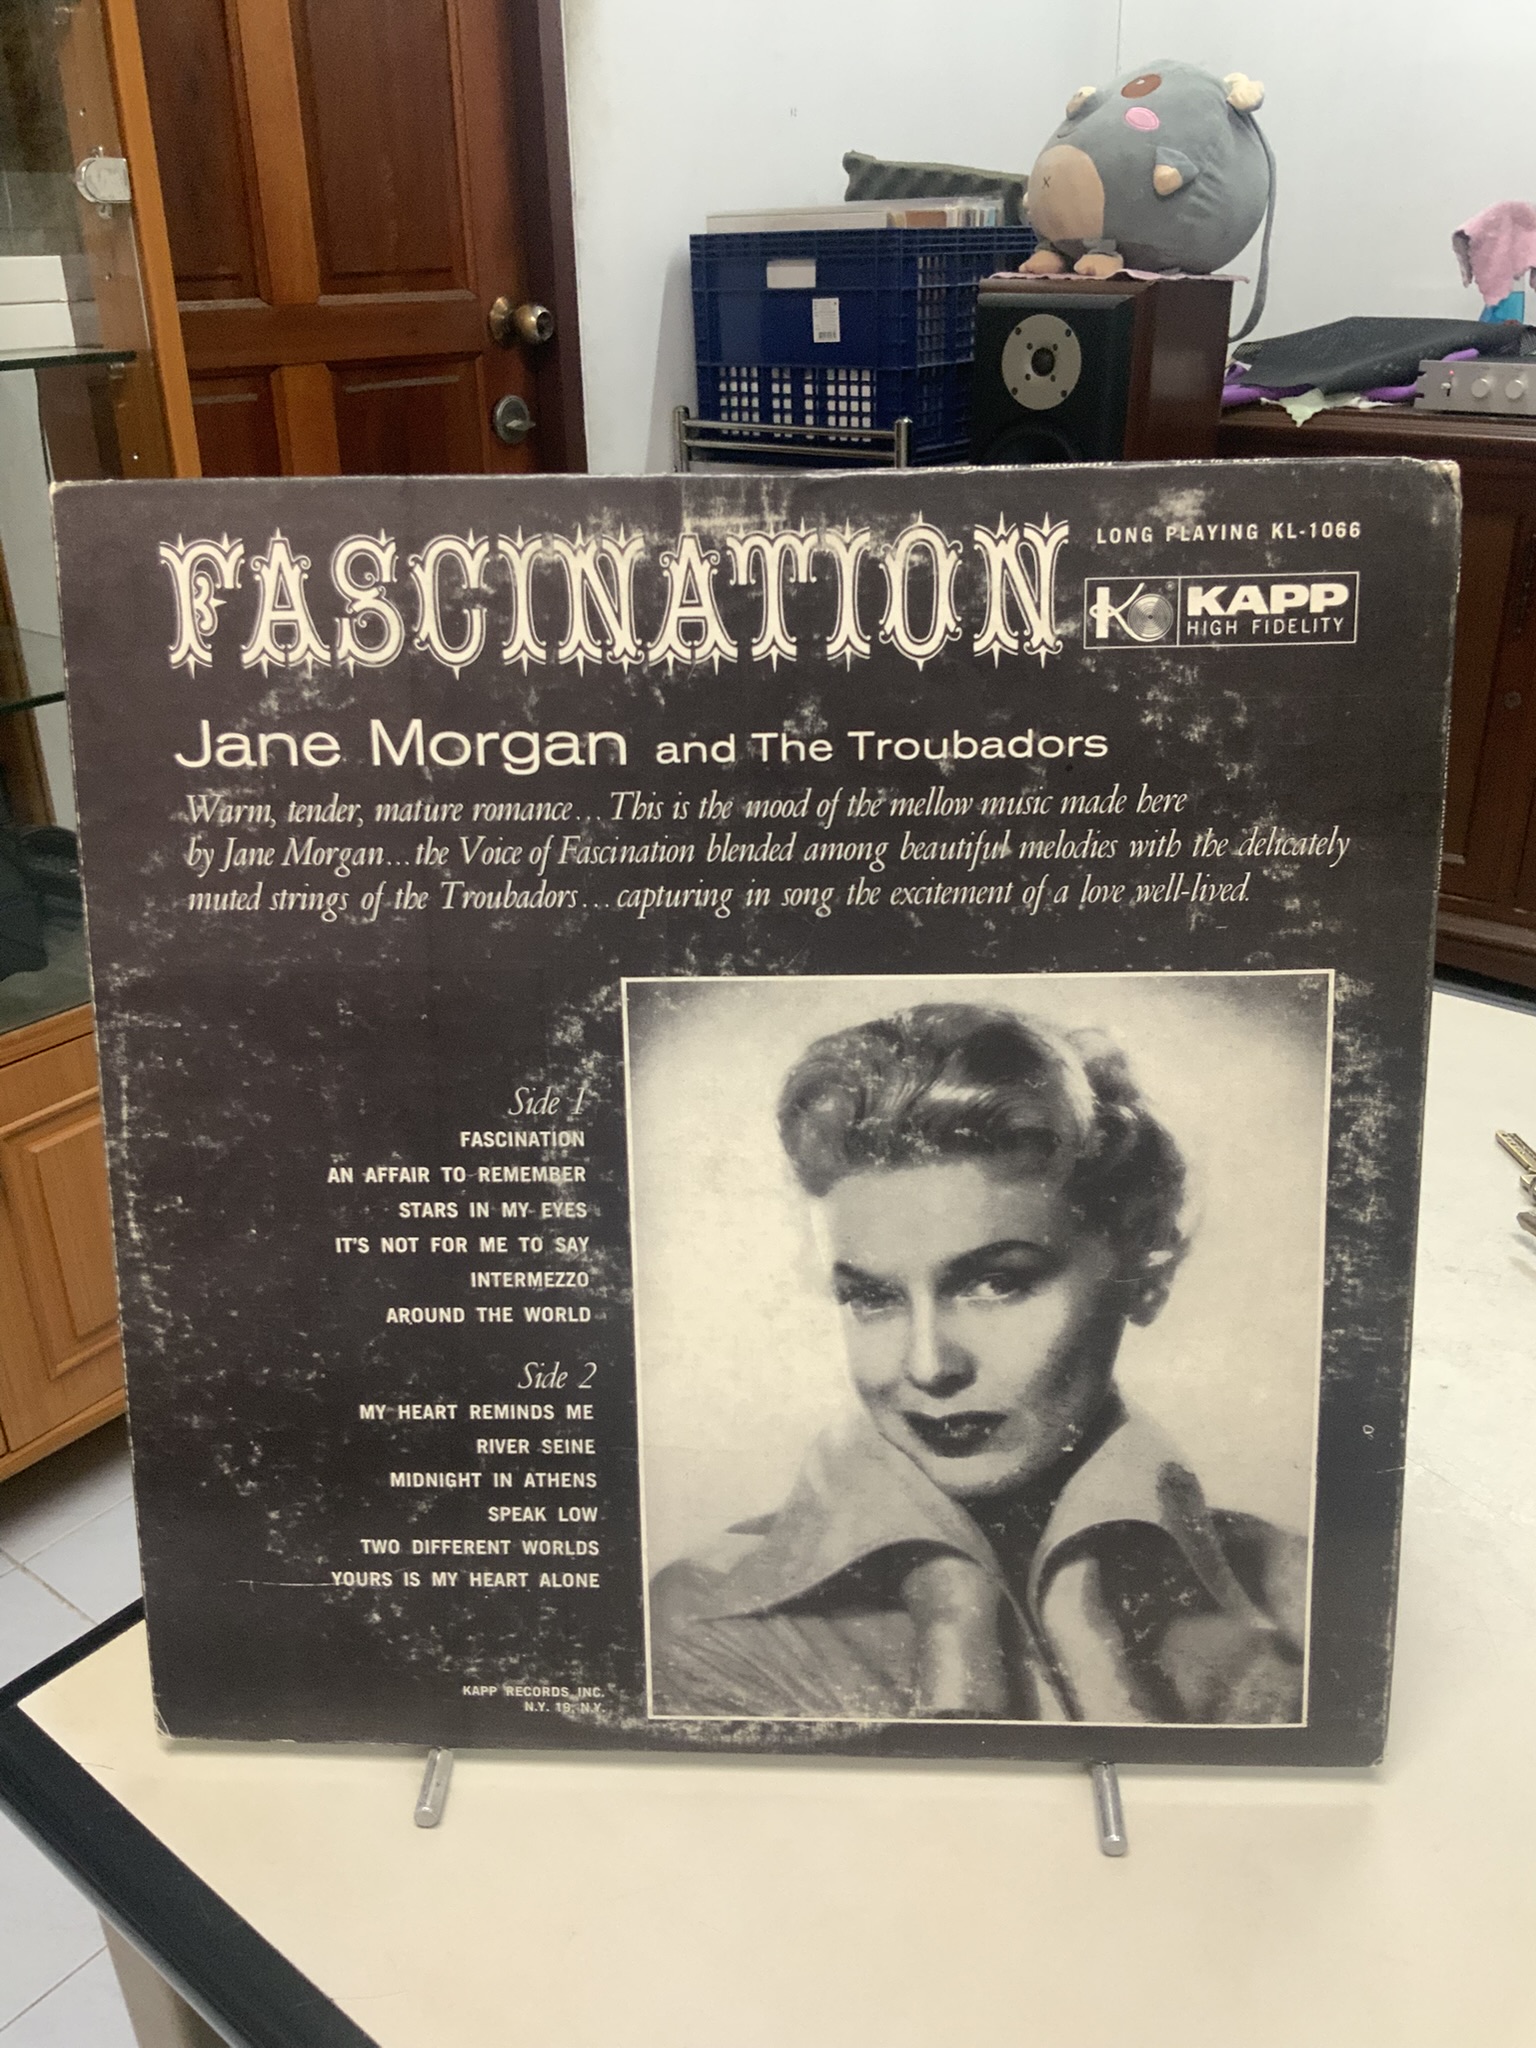 FASCINATION
LONG PLAYING KL-1066
KAPP
HIGH FIDELITY
Jane Morgan and The Troubadors
Warm, tender, mature romance... This is the mood of the mellow music made here
by Jane Morgan...the Voice of Fascination blended among beautiful melodies with the delicately
muted strings of the Troubadors...capturing in song the excitement of a love well-lived.
Side 1
FASCINATION
AN AFFAIR TO REMEMBER
STARS IN MY EYES
IT'S NOT FOR ME TO SAY
INTERMEZZO
AROUND THE WORLD
Side 2
MY HEART REMINDS ME
RIVER SEINE
MIDNIGHT IN ATHENS
SPEAK LOW
TWO DIFFERENT WORLDS
YOURS IS MY HEART ALONE
KAPP RECORDS, INC.
N.Y. 19, N.Y.